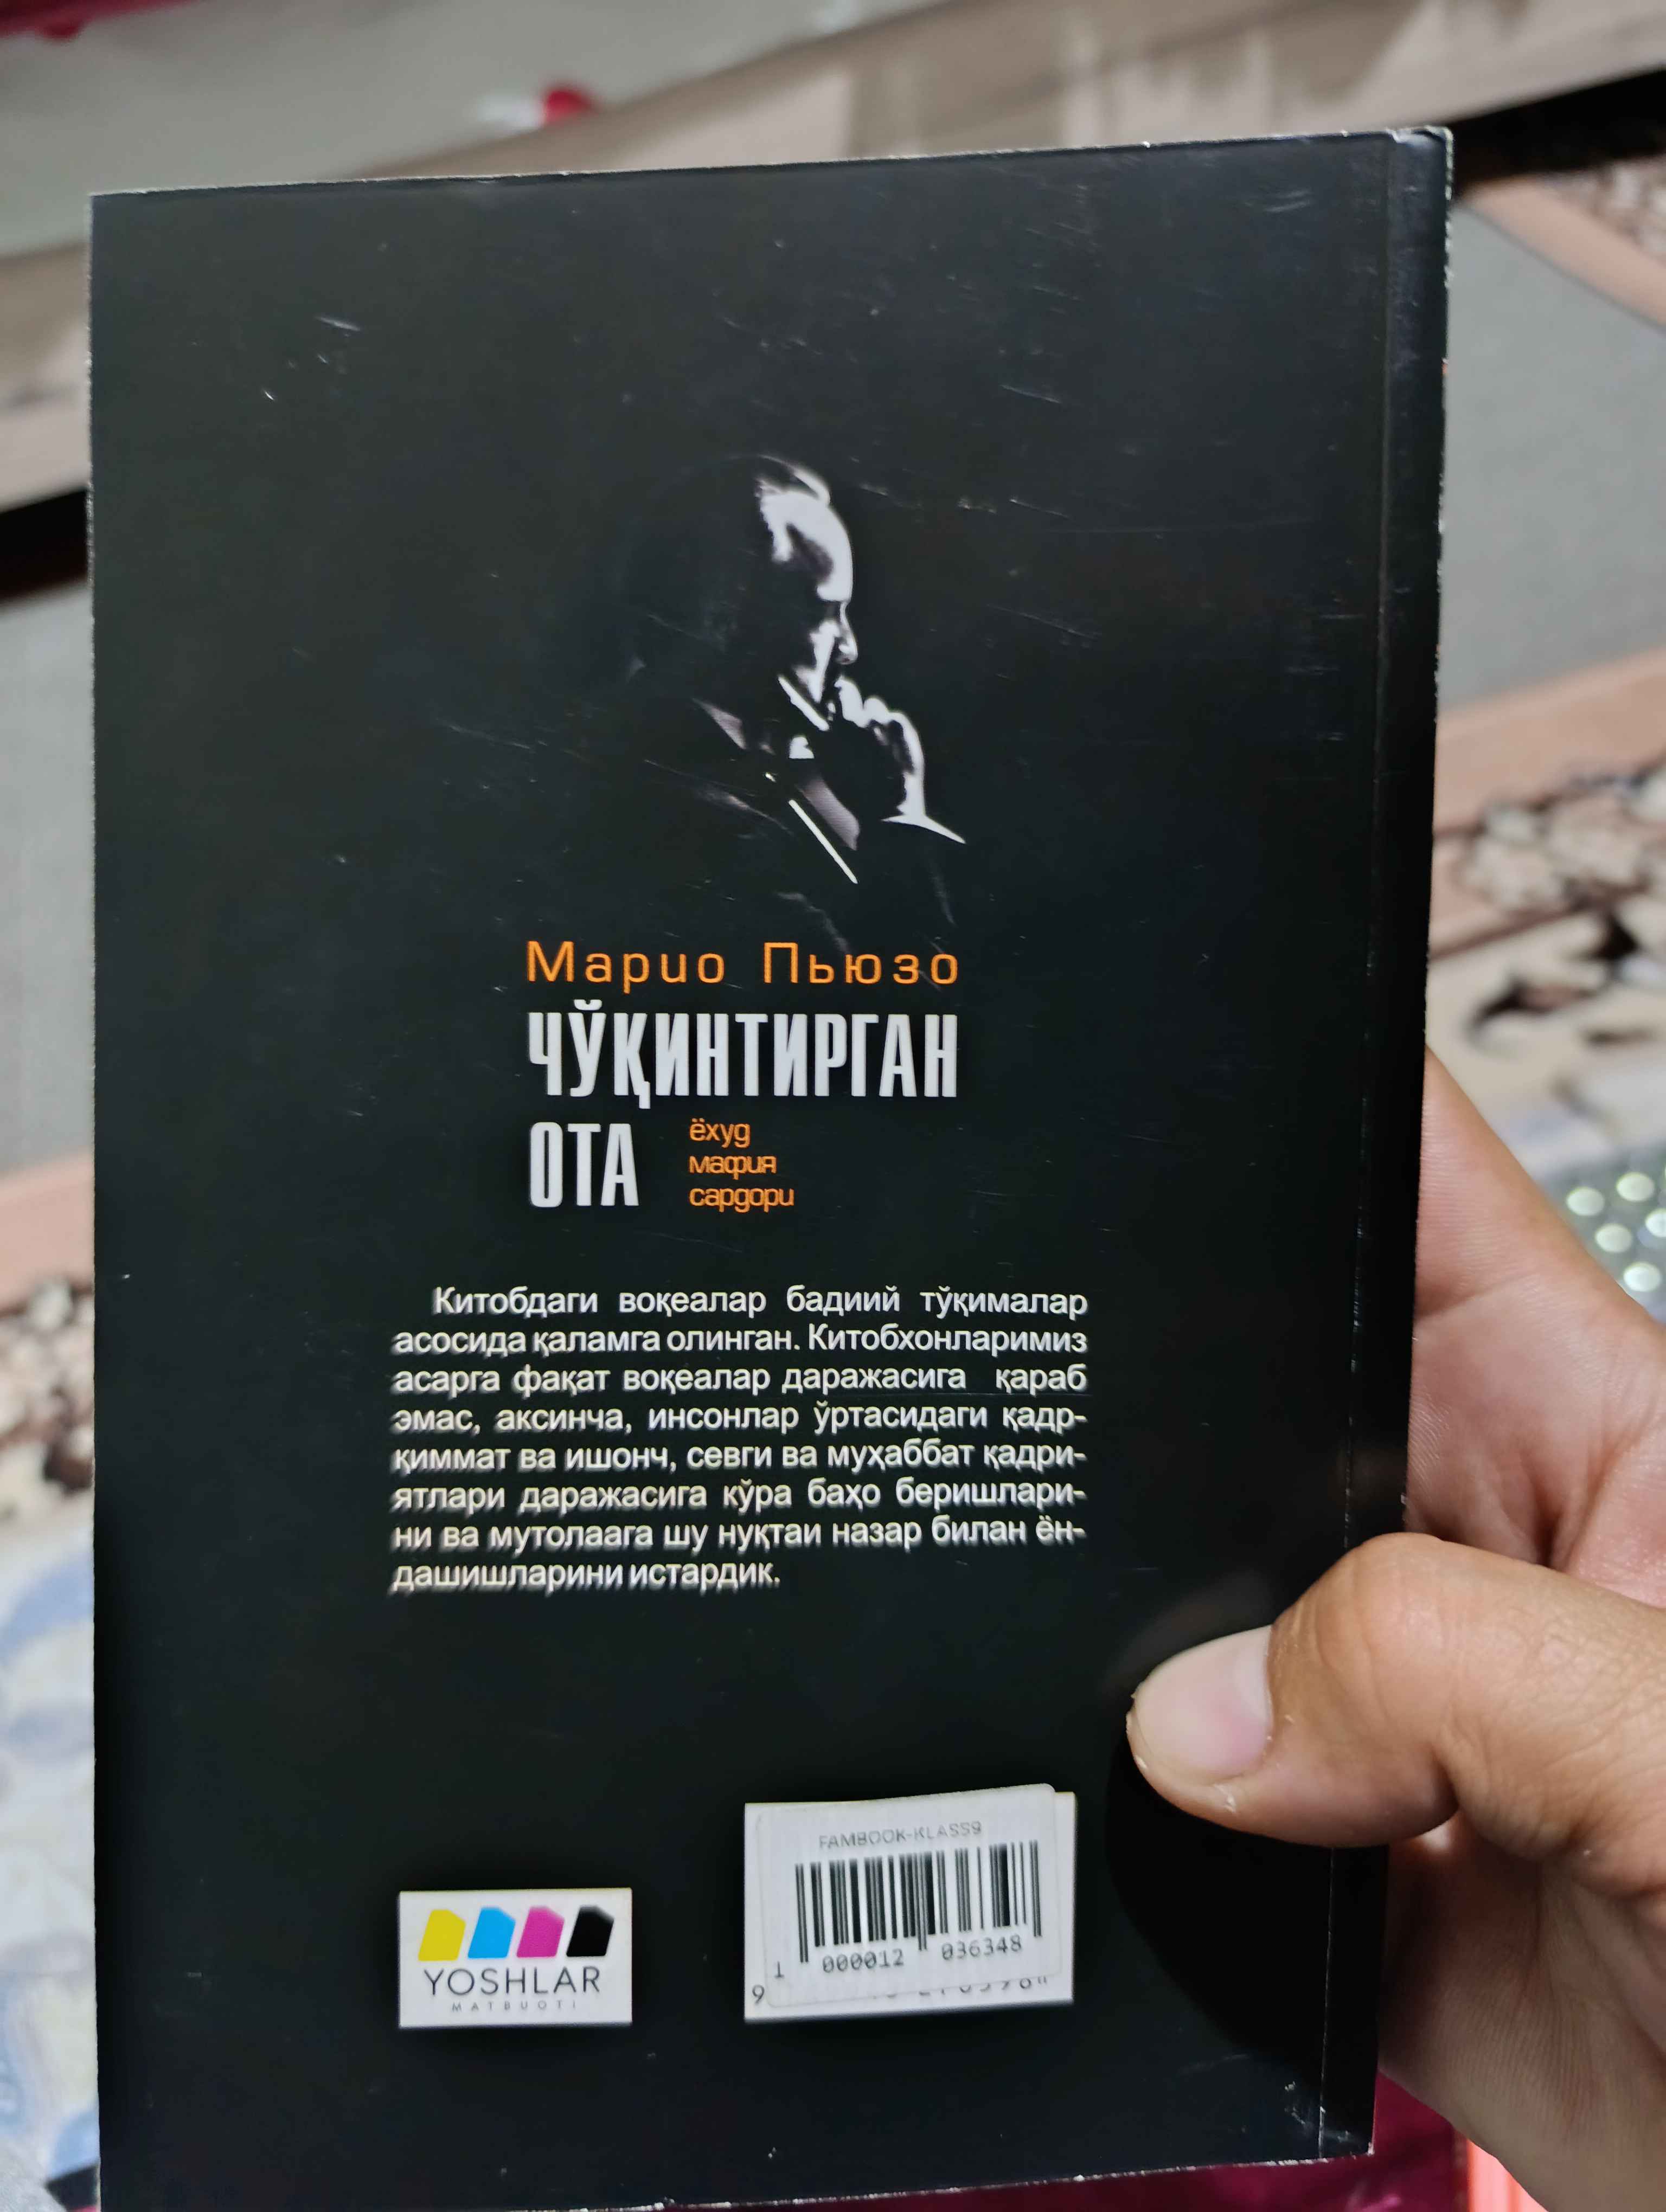 Марио Пьюзо
ЧЎҚИНТИРГАН
ОТА
ёхуд
мафия
сардори
Китобдаги воқеалар бадиий тўқималар
асосида қаламга олинган. Китобхонларимиз
асарга фақат воқеалар даражасига қараб
эмас, аксинча, инсонлар ўртасидаги қадр-
қиммат ва ишонч, севги ва муҳаббат қадри-
ятлари даражасига кўра баҳо беришлари-
ни ва мутолаага шу нуқтаи назар билан ён-
дашишларини истардик.
YOSHLAR
MATBUOTI
FAMBOOK-KLASS9
1 000012 036348
9